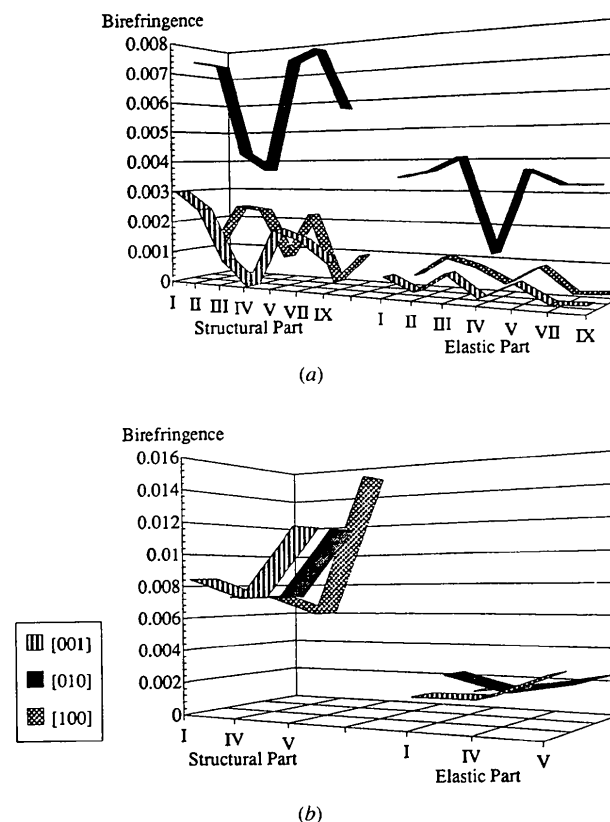 Birefringence
0.008
0.007
0.006
0.005
0.004
0.003
0.002
0.001
0
I II III IV V VII IX I II III IV V VII IX
Structural Part Elastic Part
(a)
Birefringence
0.016
0.014
0.012
0.01
0.008
0.006
0.004
0.002
0
[001]
[010]
[100]
I IV V I IV V
Structural Part Elastic Part
(b)